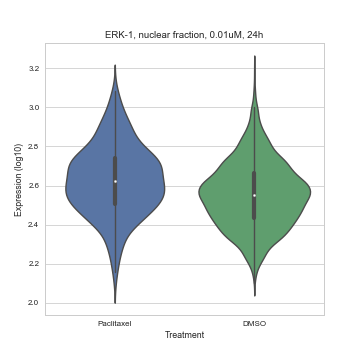 ERK-1, nuclear fraction, 0.01uM, 24h
3.2
3.0
2.8
2.6
2.4
2.2
2.0
Expression (log10)
Paclitaxel DMSO
Treatment